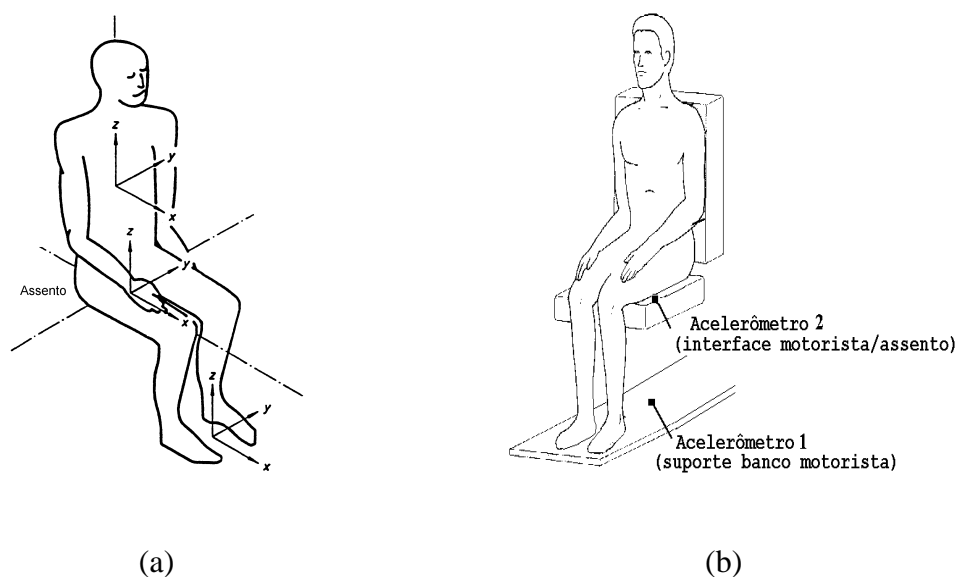 z
y
x
z
y
Assento
x
z
y
x
Acelerômetro 2
(interface motorista/assento)
Acelerômetro 1
(suporte banco motorista)
(a)
(b)